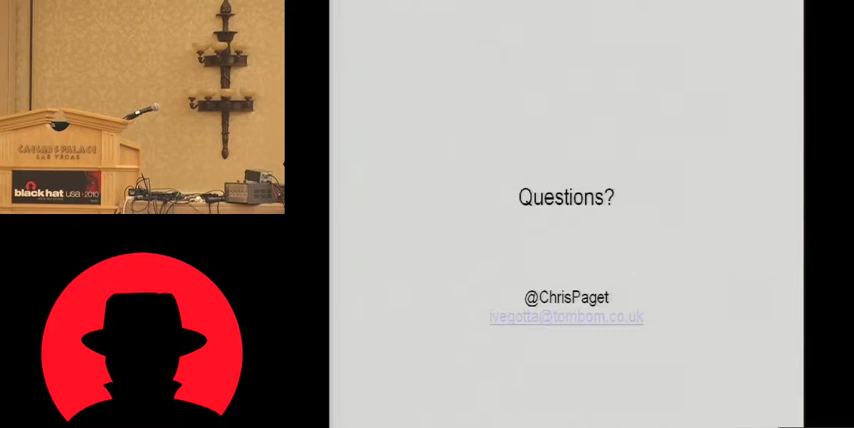 CAESARS PALACE
LAS VEGAS
black hat USA • 2010
Questions?
@ChrisPaget
ivegotta@tombom.co.uk